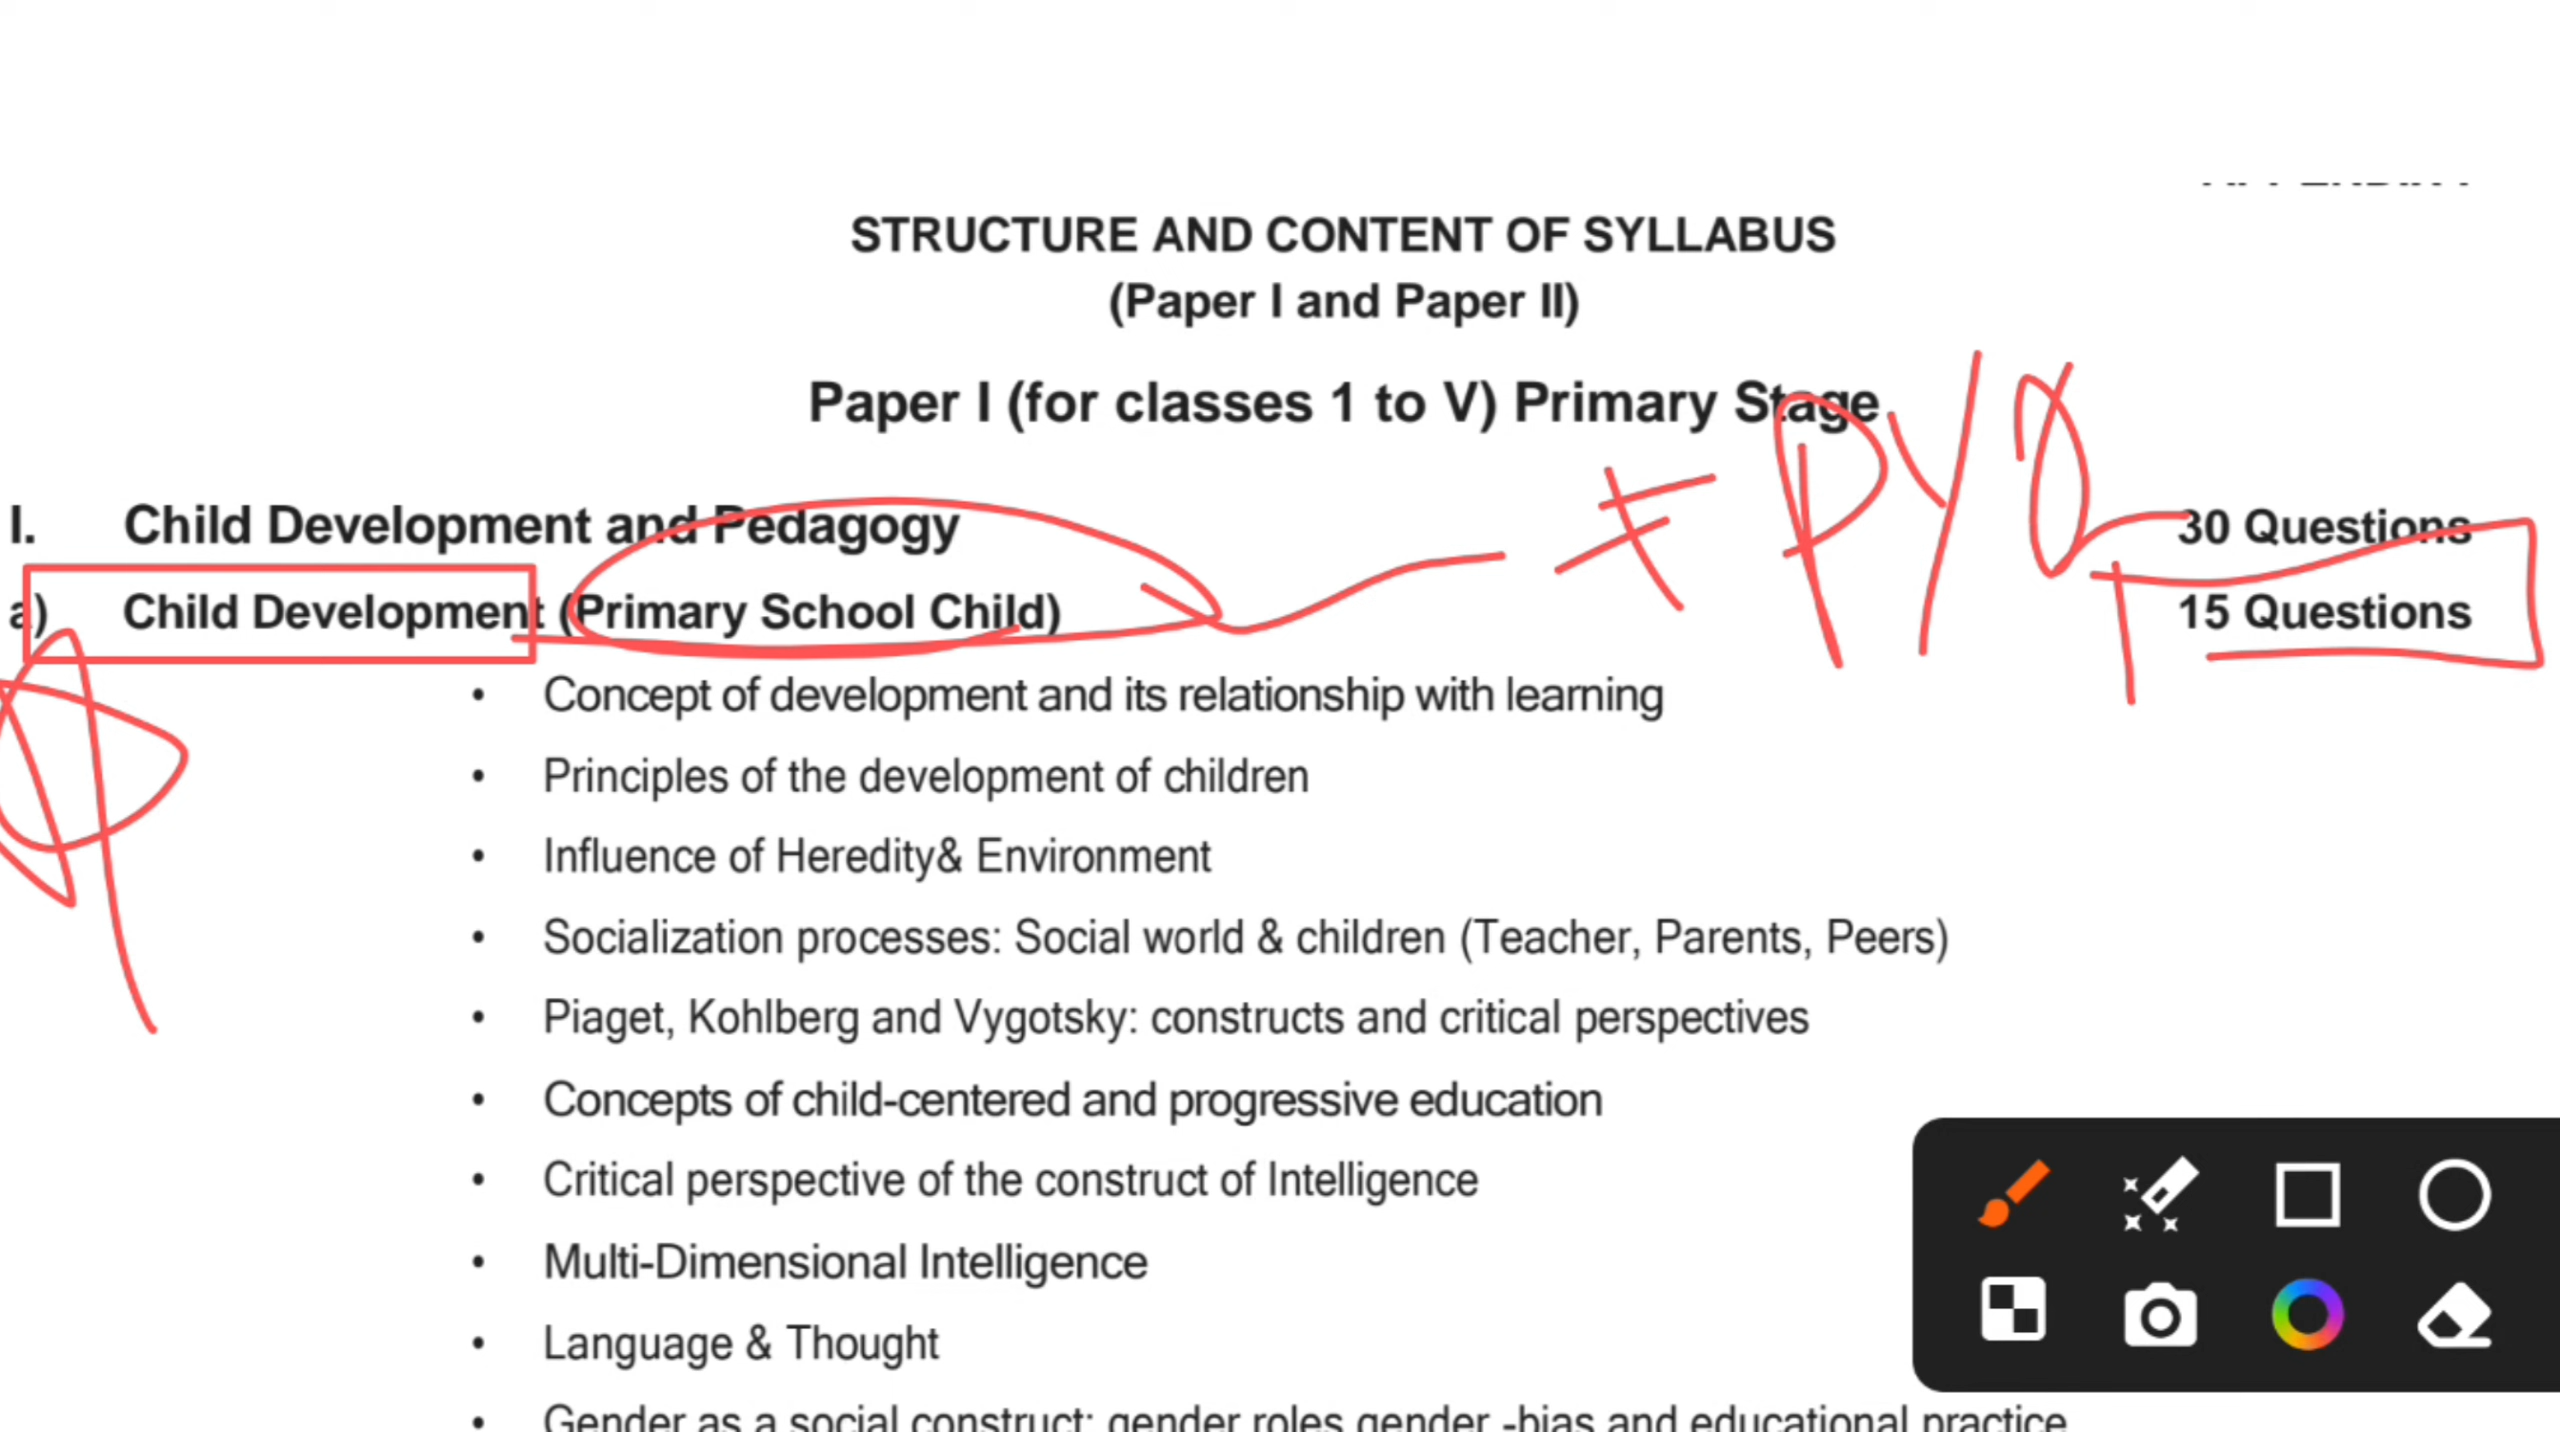 STRUCTURE AND CONTENT OF SYLLABUS
(Paper I and Paper II)
Paper I (for classes 1 to V) Primary Stage
PYQ
I. Child Development and Pedagogy 30 Questions
a) Child Development (Primary School Child) 15 Questions
• Concept of development and its relationship with learning
• Principles of the development of children
• Influence of Heredity& Environment
• Socialization processes: Social world & children (Teacher, Parents, Peers)
• Piaget, Kohlberg and Vygotsky: constructs and critical perspectives
• Concepts of child-centered and progressive education
• Critical perspective of the construct of Intelligence
• Multi-Dimensional Intelligence
• Language & Thought
• Gender as a social construct: gender roles gender -bias and educational practice